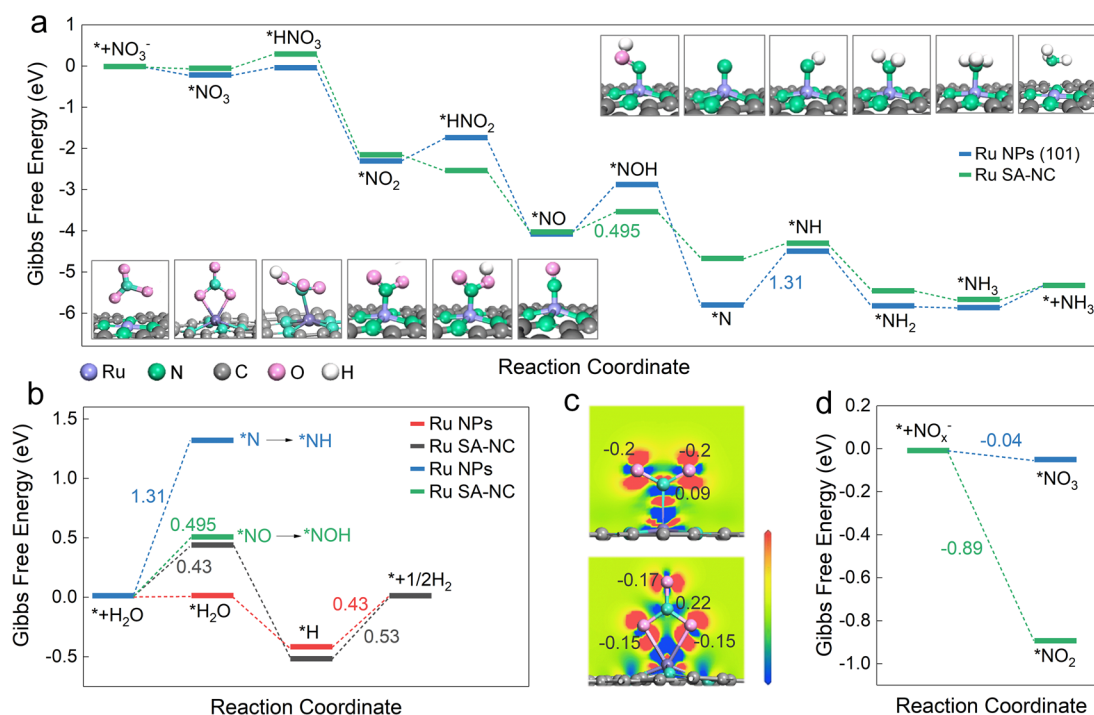 a
Gibbs Free Energy (eV)
1
0
-1
-2
-3
-4
-5
-6
*+NO₃⁻
*NO₃
*HNO₃
*NO₂
*HNO₂
*NO
*NOH
0.495
*N
1.31
*NH
*NH₂
*NH₃
*+NH₃
Ru NPs (101)
Ru SA-NC
Reaction Coordinate
Ru N C O H
b
Gibbs Free Energy (eV)
1.5
1.0
0.5
0.0
-0.5
Ru NPs
Ru SA-NC
Ru NPs
Ru SA-NC
*N → *NH
1.31
0.495
*NO → *NOH
0.43
*+H₂O
*H₂O
*H
0.43
0.53
*+1/2H₂
Reaction Coordinate
c
-0.2 -0.2
0.09
-0.17
0.22
-0.15 -0.15
d
Gibbs Free Energy (eV)
0.2
0.0
-0.2
-0.4
-0.6
-0.8
-1.0
*+NOₓ⁻
-0.04
*NO₃
-0.89
*NO₂
Reaction Coordinate